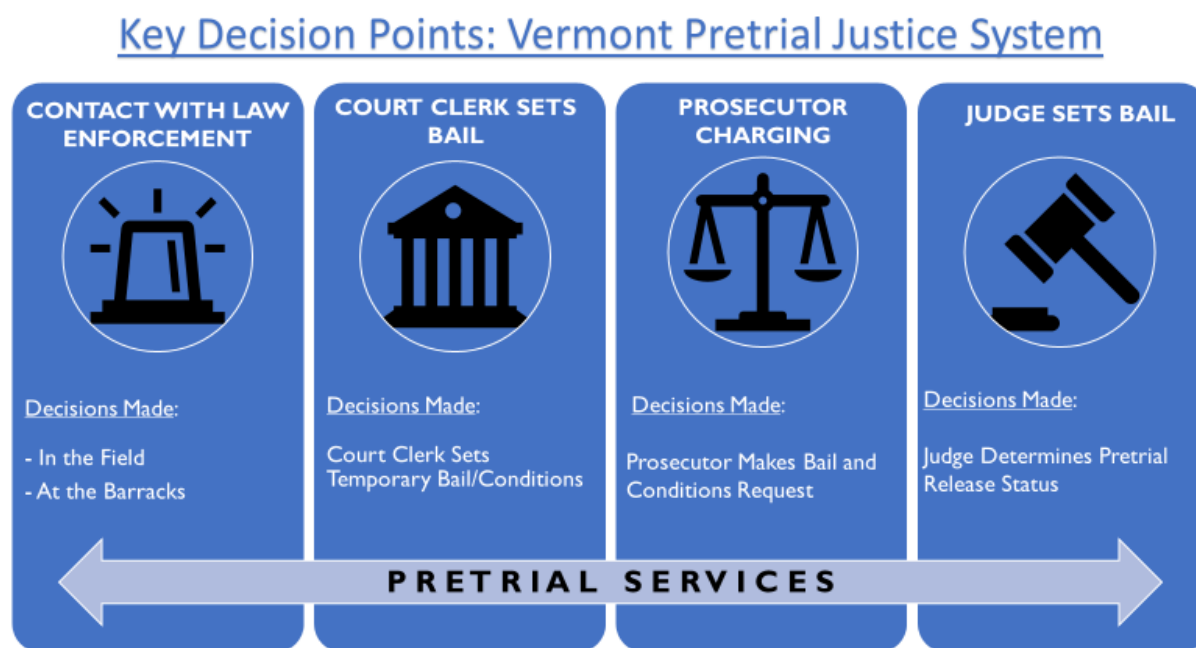 Key Decision Points: Vermont Pretrial Justice System
CONTACT WITH LAW
ENFORCEMENT
Decisions Made:
- In the Field
- At the Barracks
COURT CLERK SETS
BAIL
Decisions Made:
Court Clerk Sets
Temporary Bail/Conditions
PROSECUTOR
CHARGING
Decisions Made:
Prosecutor Makes Bail and
Conditions Request
JUDGE SETS BAIL
Decisions Made:
Judge Determines Pretrial
Release Status
PRETRIAL SERVICES